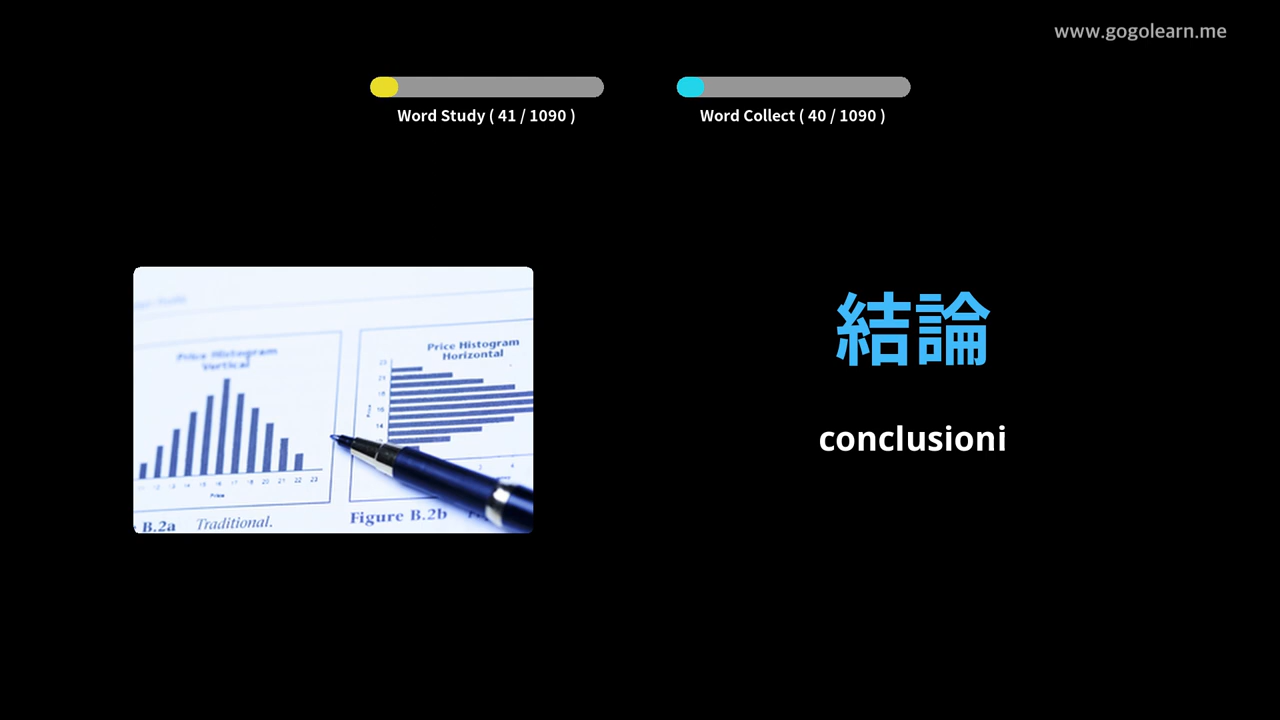 www.gogolearn.me
Word Study ( 41 / 1090 )
Word Collect ( 40 / 1090 )
Price Histogram
Vertical
Price Histogram
Horizontal
結論
conclusioni
B.2a Traditional.
Figure B.2b